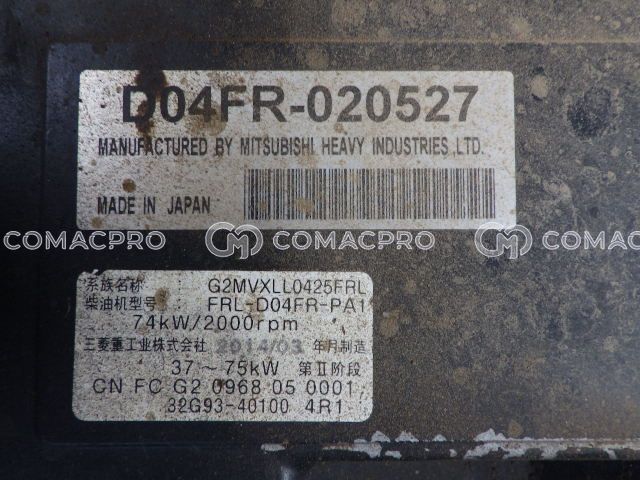 D04FR-020527
MANUFACTURED BY MITSUBISHI HEAVY INDUSTRIES, LTD.
MADE IN JAPAN
COMACPRO COMACPRO COMACPRO
系族名称 : G2MVXLL0425FRL
柴油机型号 : FRL-D04FR-PA1
74kW/2000rpm
三菱重工业株式会社 2014/03 年月制造
37~75kW 第Ⅱ阶段
CN FC G2 0968 05 0001
32G93-40100 4R1